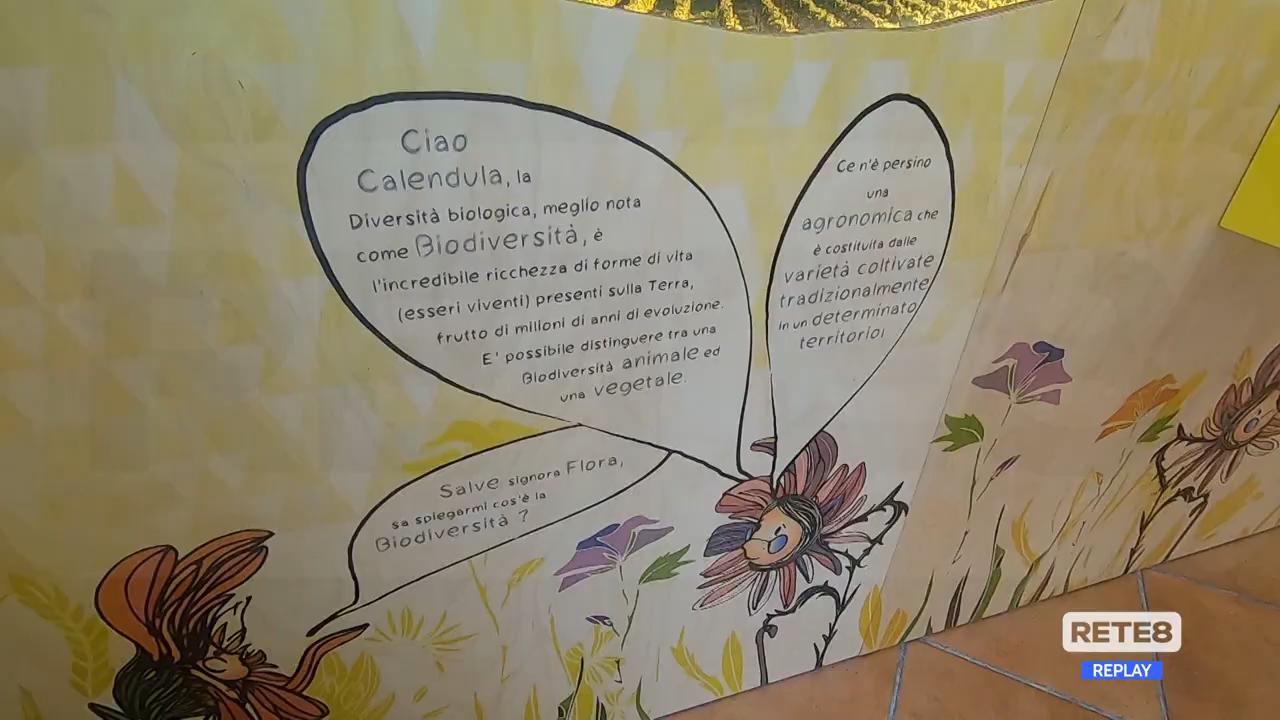 Ciao
Calendula, la
Diversità biologica, meglio nota
come Biodiversità, è
l'incredibile ricchezza di forme di vita
(esseri viventi) presenti sulla Terra,
frutto di milioni di anni di evoluzione.
E' possibile distinguere tra una
Biodiversità animale ed
una vegetale.
Ce n'è persino
una
agronomica che
è costituita dalle
varietà coltivate
tradizionalmente
in un determinato
territorio!
Salve signora Flora,
sa spiegarmi cos'è la
Biodiversità ?
RETE8
REPLAY